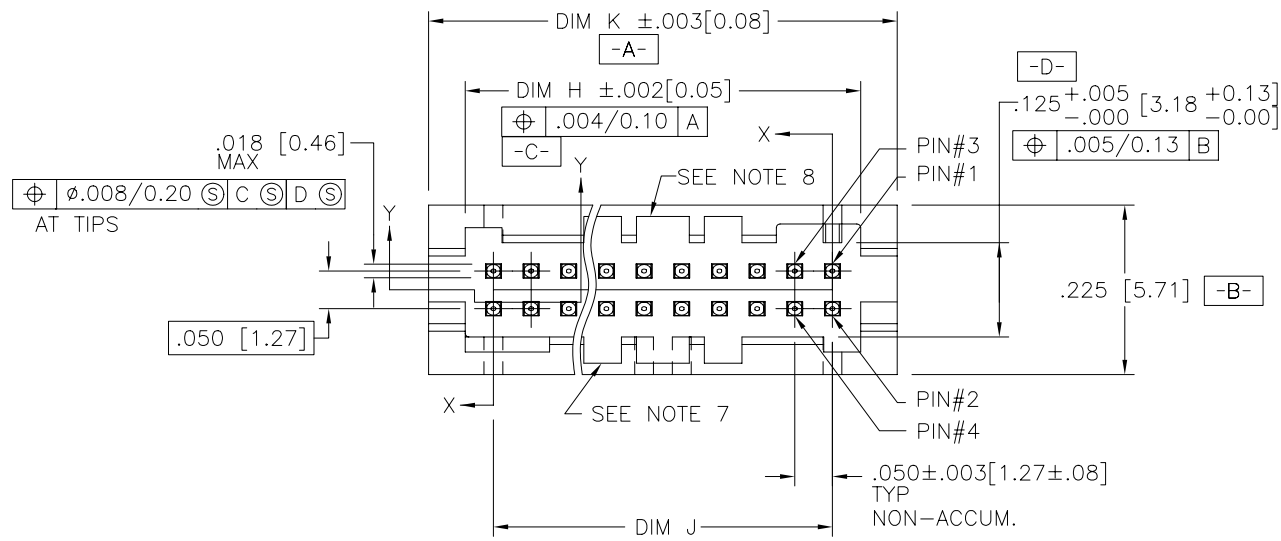 DIM K ±.003[0.08]
-A-
DIM H ±.002[0.05]
⌖ .004/0.10 A
-C-
-D-
.125 +.005 -.000 [3.18 +0.13 -0.00]
⌖ .005/0.13 B
X
PIN#3
PIN#1
.018 [0.46]
MAX
⌖ ø.008/0.20 Ⓢ C Ⓢ D Ⓢ
AT TIPS
Y
Y
SEE NOTE 8
.225 [5.71] -B-
.050 [1.27]
X
SEE NOTE 7
PIN#2
PIN#4
.050±.003[1.27±.08]
TYP
NON-ACCUM.
DIM J